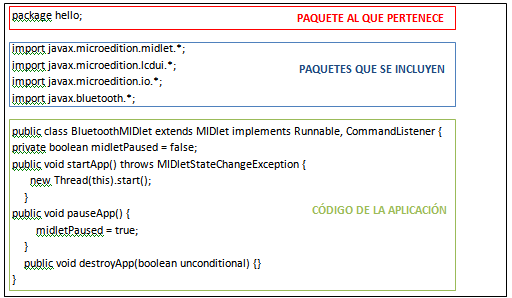 package hello;
PAQUETE AL QUE PERTENECE
import javax.microedition.midlet.*;
import javax.microedition.lcdui.*;
PAQUETES QUE SE INCLUYEN
import javax.microedition.io.*;
import javax.bluetooth.*;
public class BluetoothMIDlet extends MIDlet implements Runnable, CommandListener {
private boolean midletPaused = false;
public void startApp() throws MIDletStateChangeException {
new Thread(this).start();
}
public void pauseApp() {
CÓDIGO DE LA APLICACIÓN
midletPaused = true;
}
public void destroyApp(boolean unconditional) {}
}